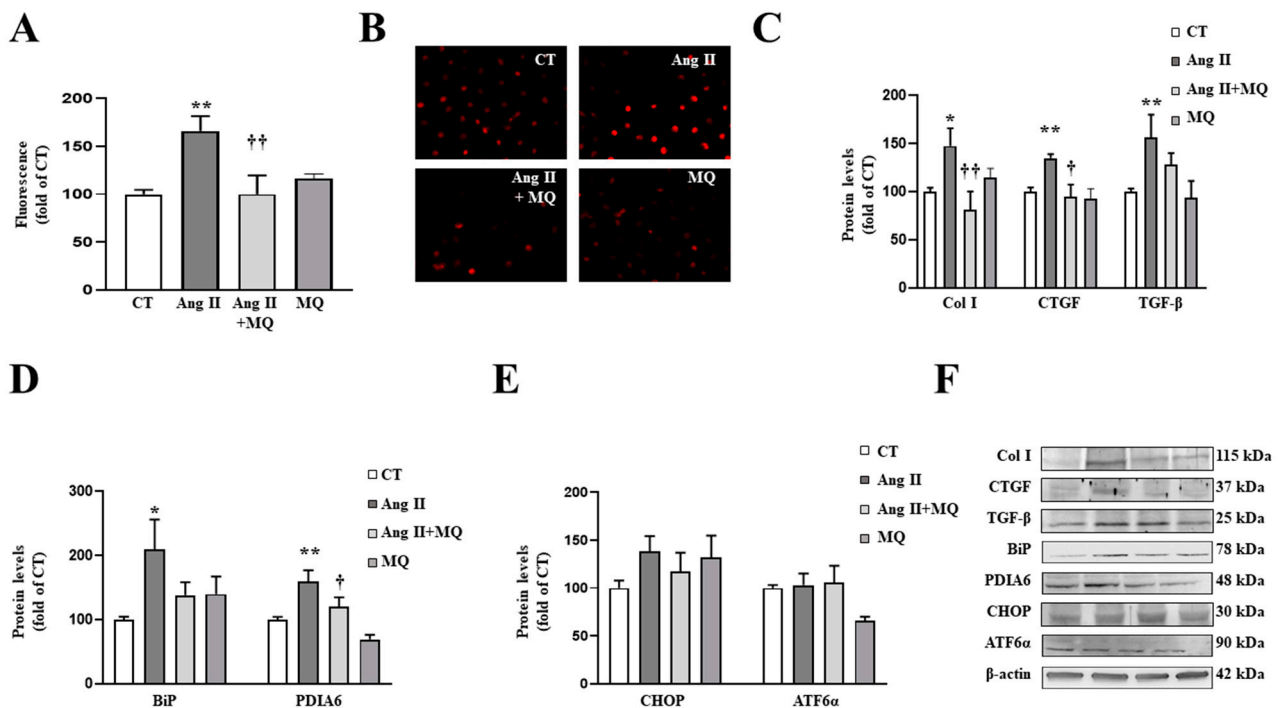 A
Fluorescence
(fold of CT)
200
150
100
50
0
**
††
CT
Ang II
Ang II
+MQ
MQ
B
CT
Ang II
Ang II
+ MQ
MQ
C
CT
Ang II
Ang II+MQ
MQ
Protein levels
(fold of CT)
200
150
100
50
0
*
††
**
†
**
Col I
CTGF
TGF-β
D
CT
Ang II
Ang II+MQ
MQ
Protein levels
(fold of CT)
300
200
100
0
*
**
†
BiP
PDIA6
E
CT
Ang II
Ang II+MQ
MQ
Protein levels
(fold of CT)
200
150
100
50
0
CHOP
ATF6α
F
Col I 115 kDa
CTGF 37 kDa
TGF-β 25 kDa
BiP 78 kDa
PDIA6 48 kDa
CHOP 30 kDa
ATF6α 90 kDa
β-actin 42 kDa